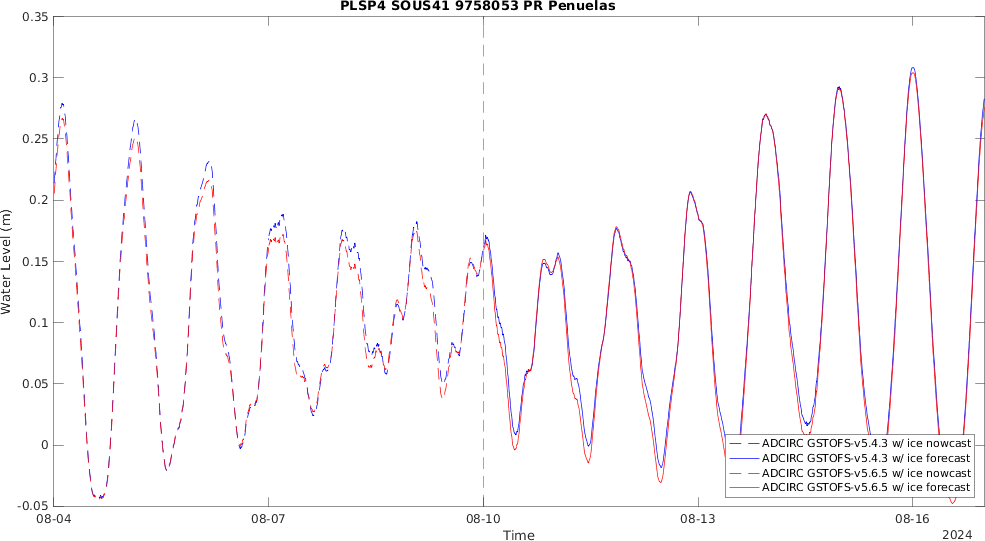 PLSP4 SOUS41 9758053 PR Penuelas
0.35
0.3
0.25
0.2
0.15
0.1
0.05
0
-0.05
Water Level (m)
08-04
08-07
08-10
08-13
08-16
Time
2024
ADCIRC GSTOFS-v5.4.3 w/ ice nowcast
ADCIRC GSTOFS-v5.4.3 w/ ice forecast
ADCIRC GSTOFS-v5.6.5 w/ ice nowcast
ADCIRC GSTOFS-v5.6.5 w/ ice forecast